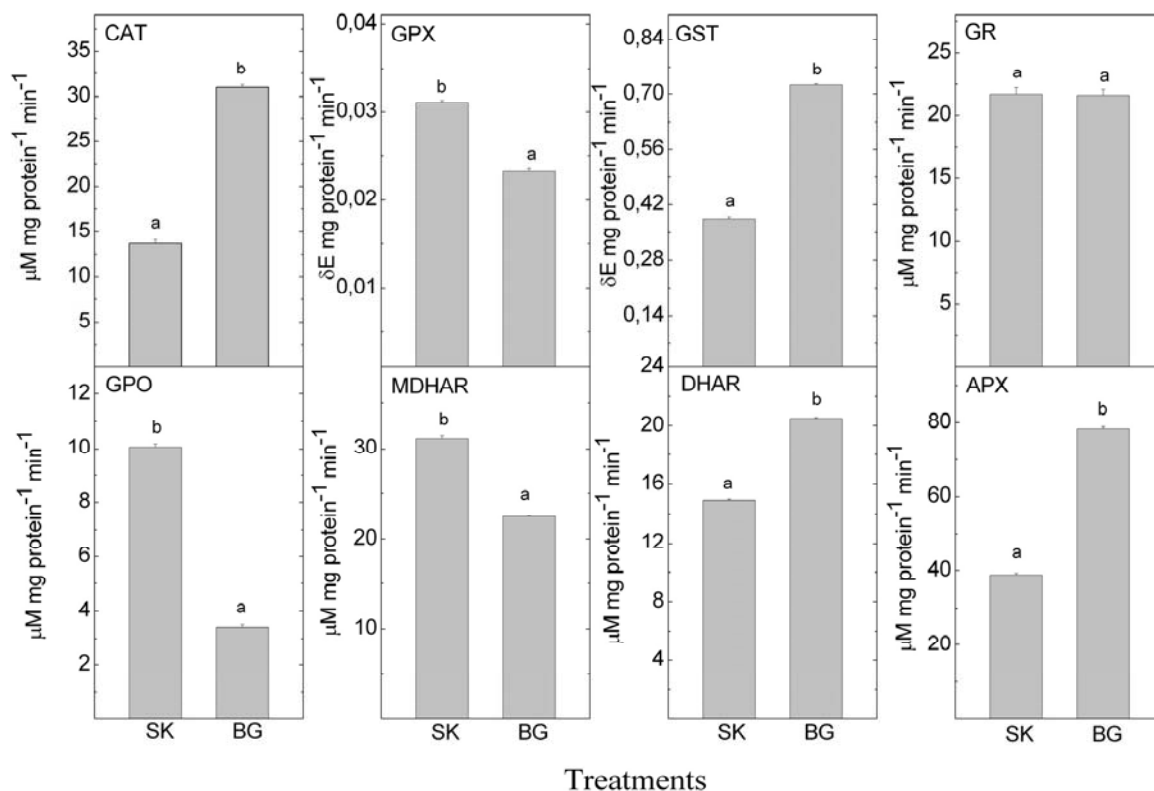 CAT
35
30
25
20
15
10
5
a
b
μM mg protein⁻¹ min⁻¹
GPX
0,04
0,03
0,02
0,01
b
a
δE mg protein⁻¹ min⁻¹
GST
0,84
0,70
0,56
0,42
0,28
0,14
a
b
δE mg protein⁻¹ min⁻¹
GR
25
20
15
10
5
a
a
μM mg protein⁻¹ min⁻¹
GPO
12
10
8
6
4
2
b
a
μM mg protein⁻¹ min⁻¹
SK BG
MDHAR
30
20
10
b
a
μM mg protein⁻¹ min⁻¹
SK BG
DHAR
24
20
16
12
8
4
a
b
μM mg protein⁻¹ min⁻¹
SK BG
APX
80
60
40
20
a
b
μM mg protein⁻¹ min⁻¹
SK BG
Treatments